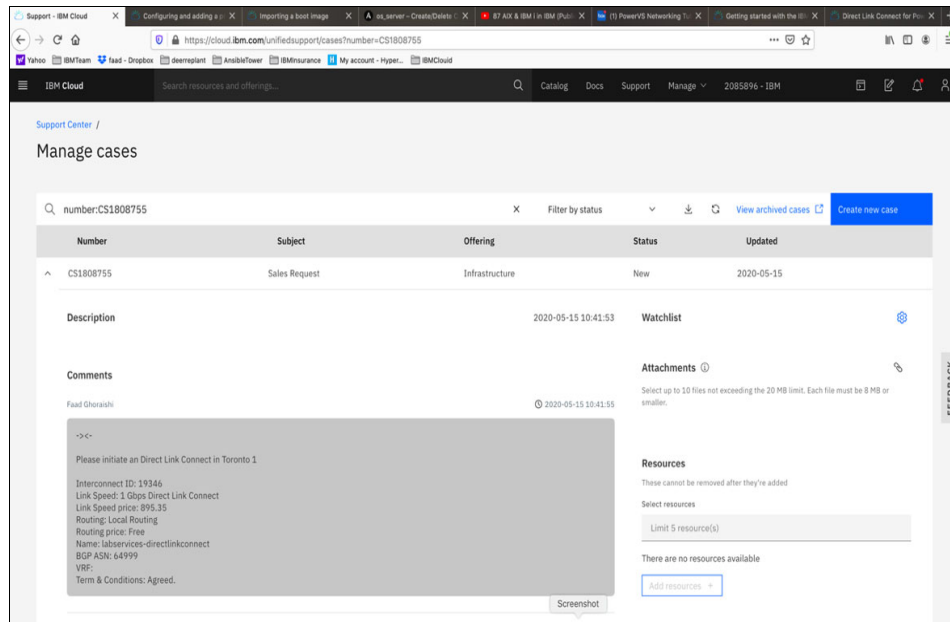 Support - IBM Cloud
Configuring and adding a p
Importing a boot image
os_server – Create/Delete
87 AIX & IBM i in IBM (Publi
(1) PowerVS Networking Tu
Getting started with the IB
Direct Link Connect for Pow
https://cloud.ibm.com/unifiedsupport/cases?number=CS1808755
Yahoo
IBMTeam
faad - Dropbox
deerreplant
AnsibleTower
IBMinsurance
My account - Hyper...
IBMClouid
IBM Cloud
Search resources and offerings...
Catalog
Docs
Support
Manage
2085896 - IBM
Support Center /
Manage cases
number:CS1808755
Filter by status
View archived cases
Create new case
Number Subject Offering Status Updated
CS1808755 Sales Request Infrastructure New 2020-05-15
Description 2020-05-15 10:41:53
Watchlist
Comments
Attachments
Select up to 10 files not exceeding the 20 MB limit. Each file must be 8 MB or
smaller.
Faad Ghoraishi 2020-05-15 10:41:55
-><-
Please initiate an Direct Link Connect in Toronto 1
Interconnect ID: 19346
Link Speed: 1 Gbps Direct Link Connect
Link Speed price: 895.35
Routing: Local Routing
Routing price: Free
Name: labservices-directlinkconnect
BGP ASN: 64999
VRF:
Term & Conditions: Agreed.
Resources
These cannot be removed after they're added
Select resources
Limit 5 resource(s)
There are no resources available
Add resources +
Screenshot
FEEDBACK